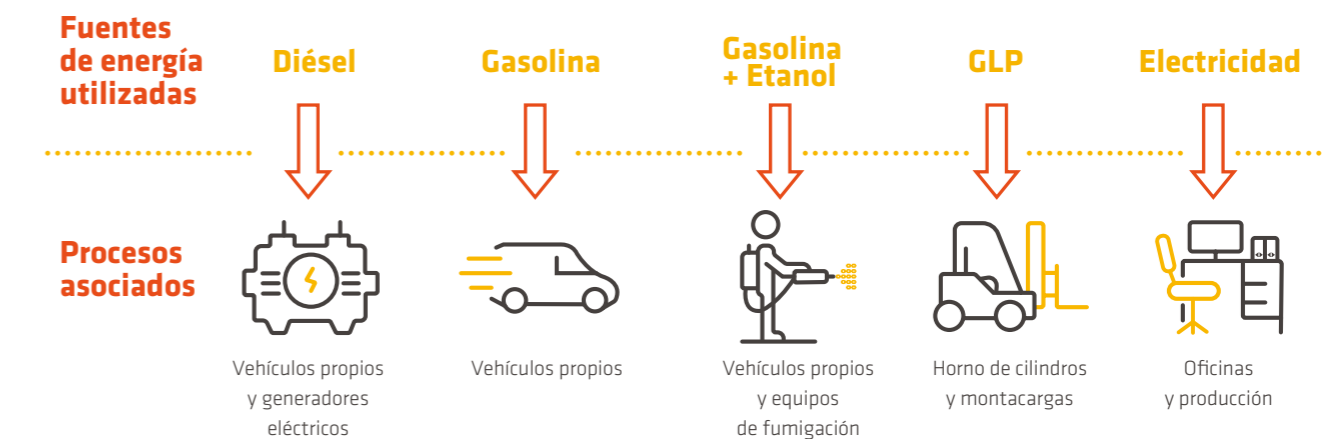 Fuentes
de energía
utilizadas
Diésel
Gasolina
Gasolina
+ Etanol
GLP
Electricidad
Procesos
asociados
Vehículos propios
y generadores
eléctricos
Vehículos propios
Vehículos propios
y equipos
de fumigación
Horno de cilindros
y montacargas
Oficinas
y producción